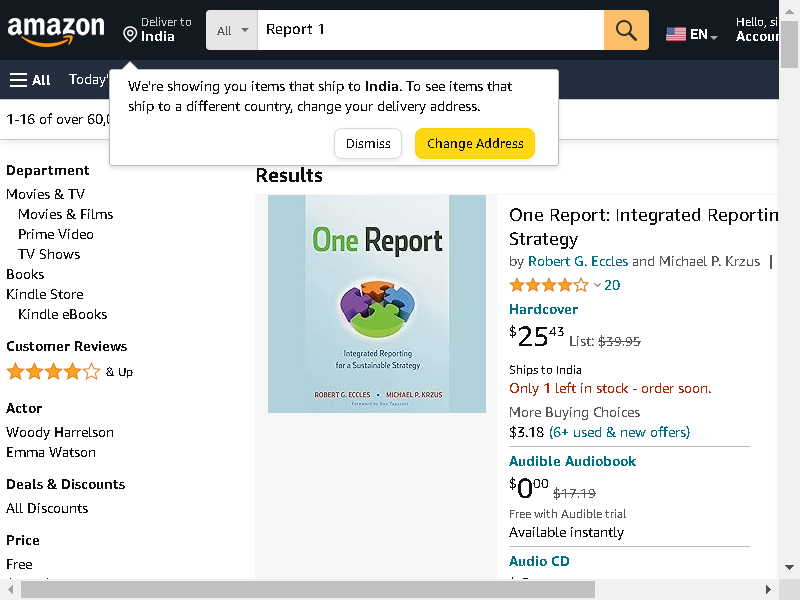 amazon
Deliver to
India
All
Report 1
EN
Hello, si
Accoun
All
Today'
We're showing you items that ship to India. To see items that
ship to a different country, change your delivery address.
Dismiss
Change Address
1-16 of over 60,0
Department
Movies & TV
Movies & Films
Prime Video
TV Shows
Books
Kindle Store
Kindle eBooks
Customer Reviews
& Up
Actor
Woody Harrelson
Emma Watson
Deals & Discounts
All Discounts
Price
Free
Results
One Report
Integrated Reporting
for a Sustainable Strategy
ROBERT G. ECCLES • MICHAEL P. KRZUS
Foreword by Don Tapscott
One Report: Integrated Reportin
Strategy
by Robert G. Eccles and Michael P. Krzus |
20
Hardcover
$2543 List: $39.95
Ships to India
Only 1 left in stock - order soon.
More Buying Choices
$3.18 (6+ used & new offers)
Audible Audiobook
$000 $17.19
Free with Audible trial
Available instantly
Audio CD